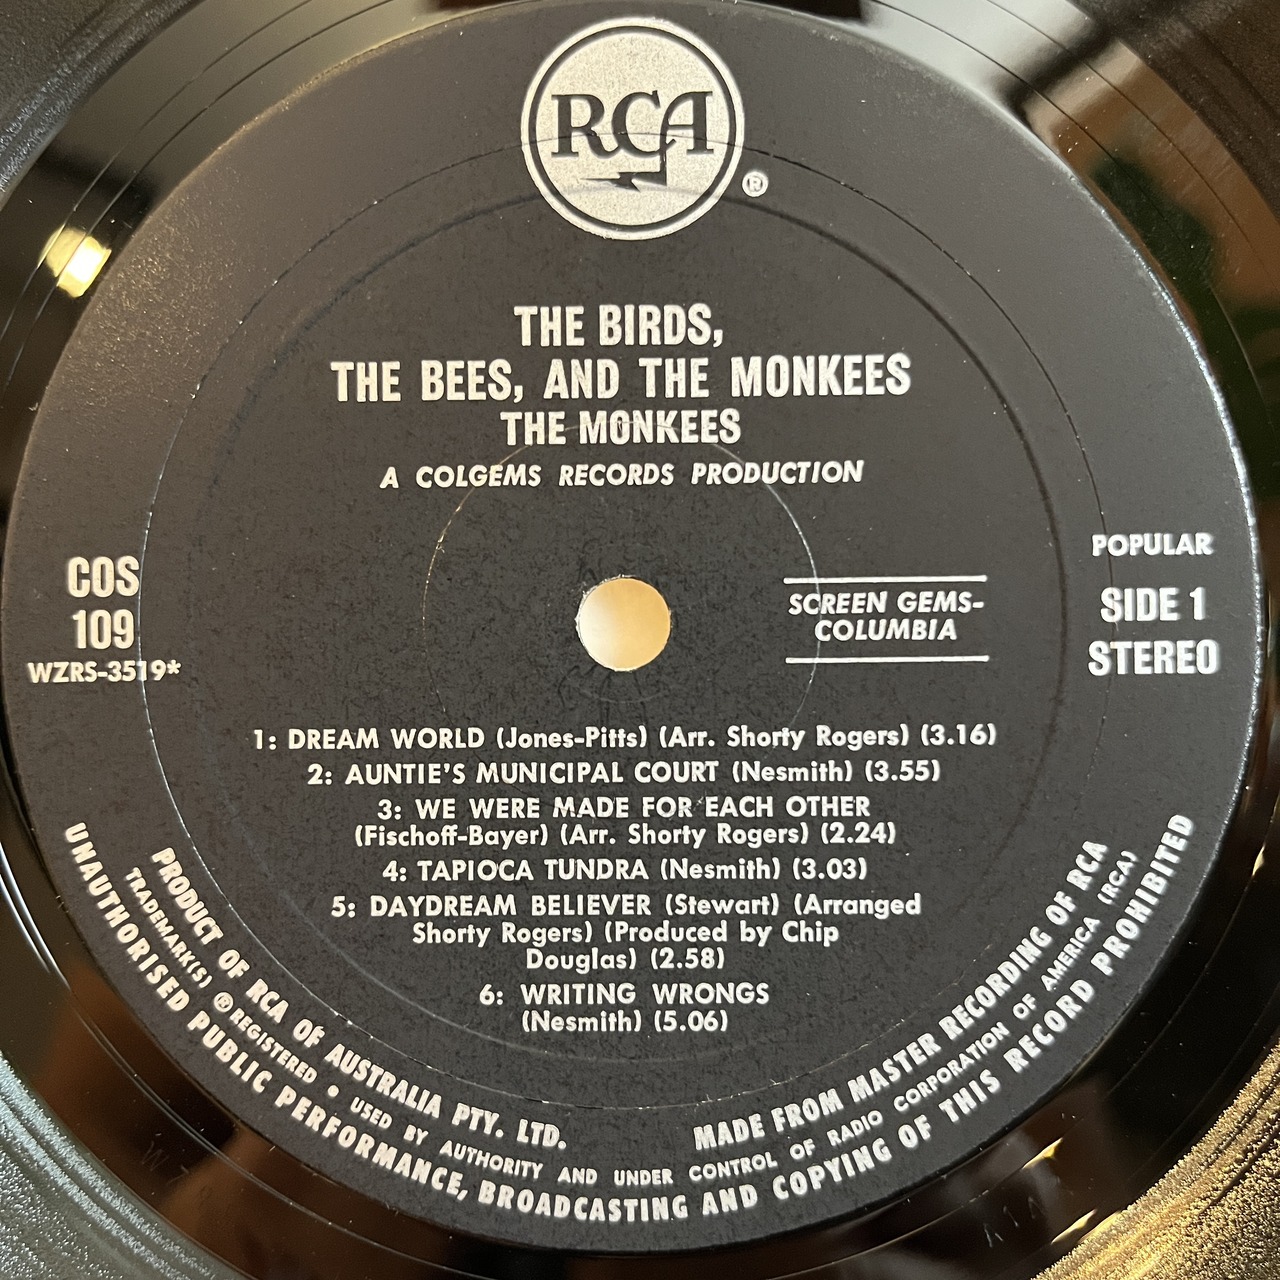 RCA
®
THE BIRDS,
THE BEES, AND THE MONKEES
THE MONKEES
A COLGEMS RECORDS PRODUCTION
COS
109
WZRS-3519*
SCREEN GEMS-
COLUMBIA
POPULAR
SIDE 1
STEREO
1: DREAM WORLD (Jones-Pitts) (Arr. Shorty Rogers) (3.16)
2: AUNTIE'S MUNICIPAL COURT (Nesmith) (3.55)
3: WE WERE MADE FOR EACH OTHER
(Fischoff-Bayer) (Arr. Shorty Rogers) (2.24)
4: TAPIOCA TUNDRA (Nesmith) (3.03)
5: DAYDREAM BELIEVER (Stewart) (Arranged
Shorty Rogers) (Produced by Chip
Douglas) (2.58)
6: WRITING WRONGS
(Nesmith) (5.06)
PRODUCT OF RCA OF AUSTRALIA PTY. LTD.
MADE FROM MASTER RECORDING OF RCA
TRADEMARK(S) ® REGISTERED • USED BY AUTHORITY AND UNDER CONTROL OF RADIO CORPORATION OF AMERICA (RCA)
UNAUTHORISED PUBLIC PERFORMANCE, BROADCASTING AND COPYING OF THIS RECORD PROHIBITED